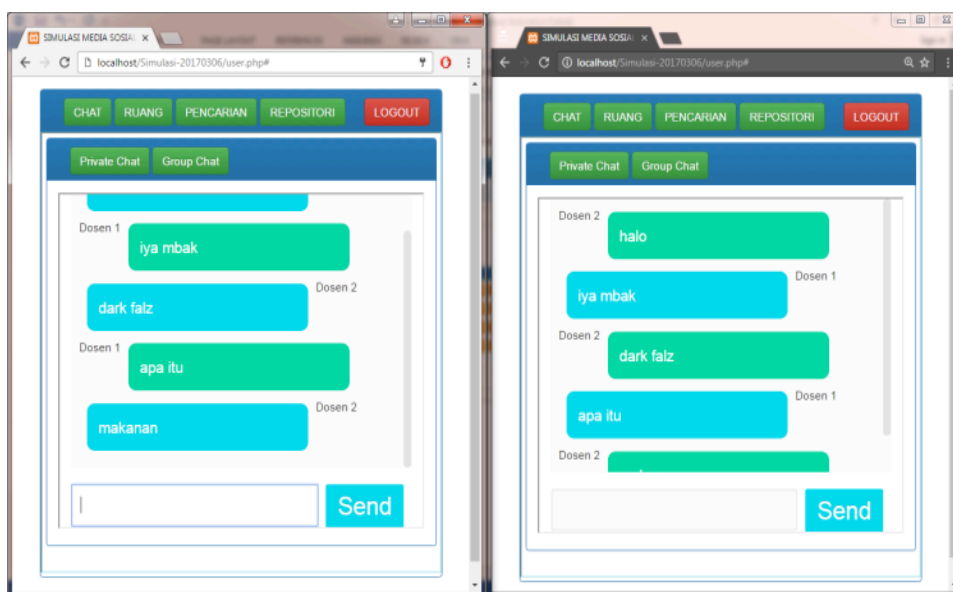 SIMULASI MEDIA SOSIAL
localhost/Simulasi-20170306/user.php#
CHAT RUANG PENCARIAN REPOSITORI LOGOUT
Private Chat Group Chat
Dosen 1
iya mbak
Dosen 2
dark falz
Dosen 1
apa itu
Dosen 2
makanan
Send
SIMULASI MEDIA SOSIAL
localhost/Simulasi-20170306/user.php#
CHAT RUANG PENCARIAN REPOSITORI LOGOUT
Private Chat Group Chat
Dosen 2
halo
Dosen 1
iya mbak
Dosen 2
dark falz
Dosen 1
apa itu
Dosen 2
Send